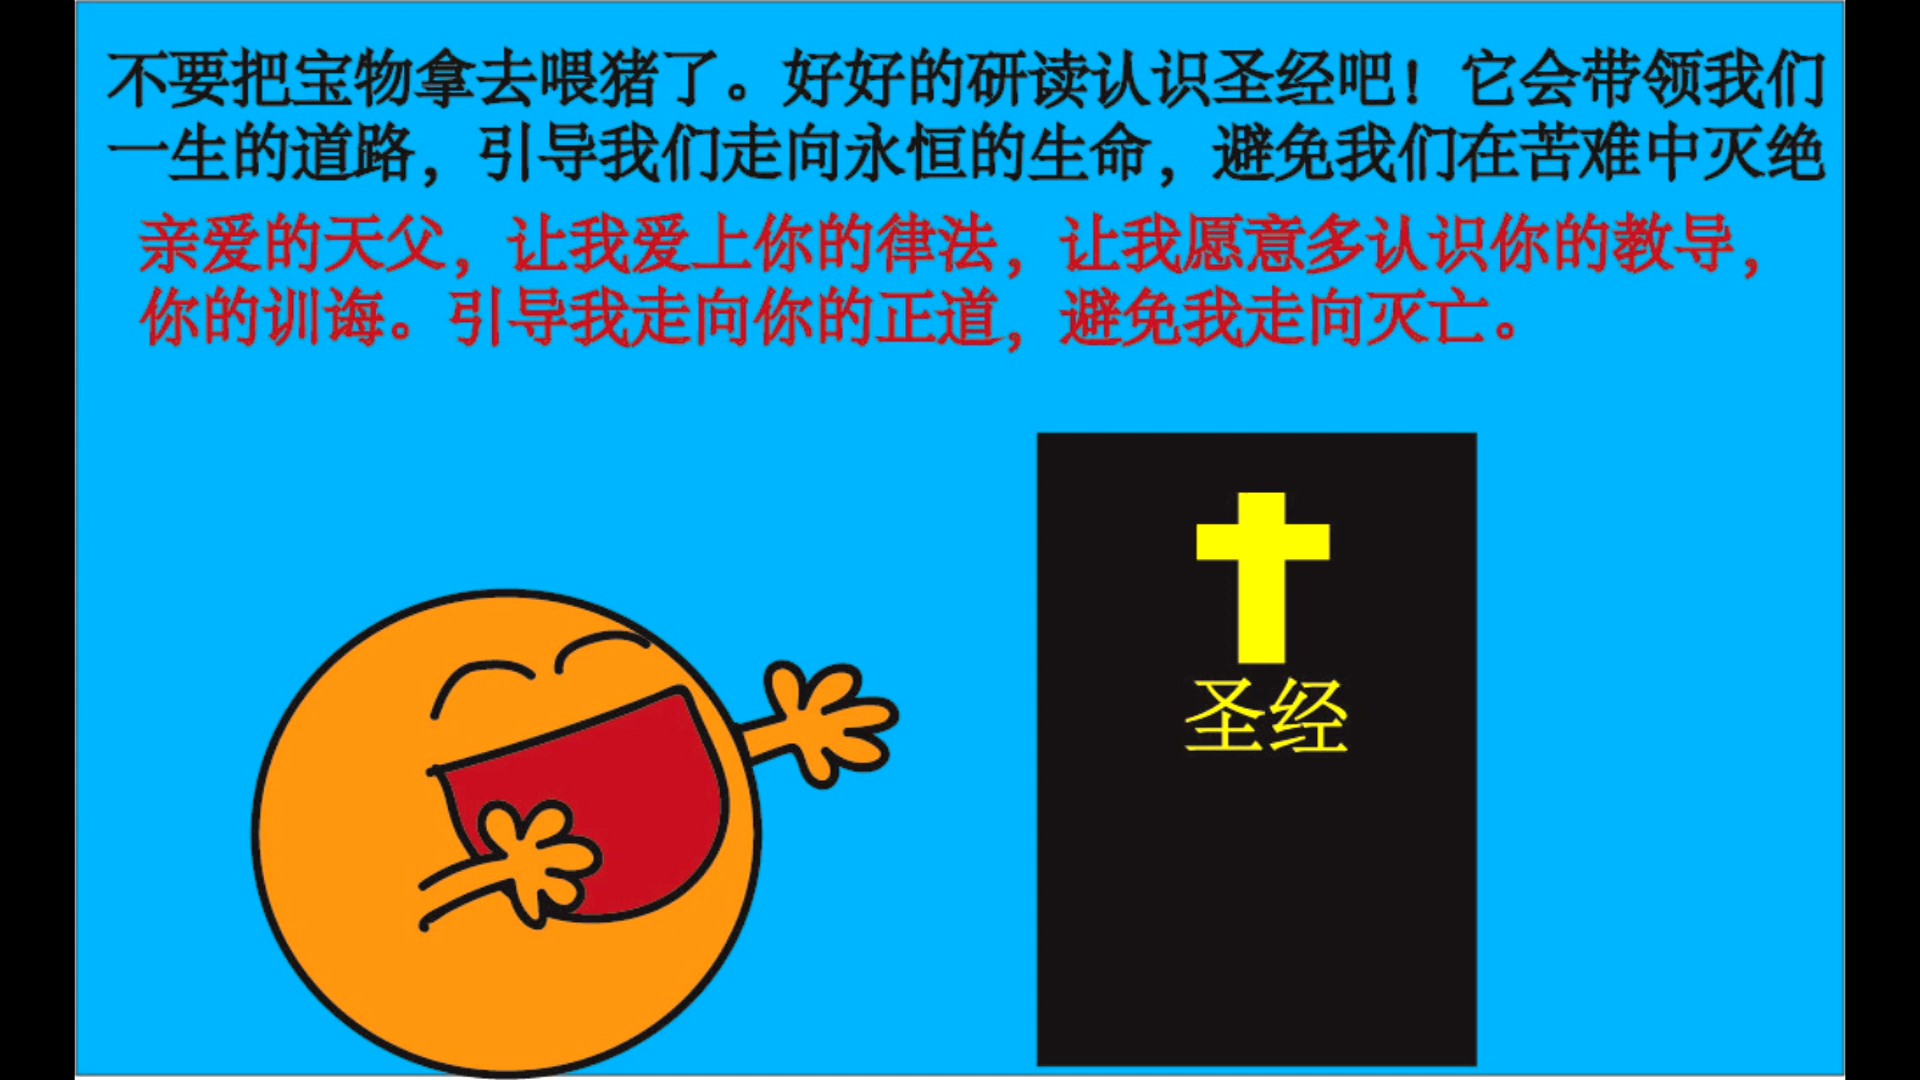 不要把宝物拿去喂猪了。好好的研读认识圣经吧！它会带领我们
一生的道路，引导我们走向永恒的生命，避免我们在苦难中灭绝
亲爱的天父，让我爱上你的律法，让我愿意多认识你的教导，
你的训诲。引导我走向你的正道，避免我走向灭亡。
圣经